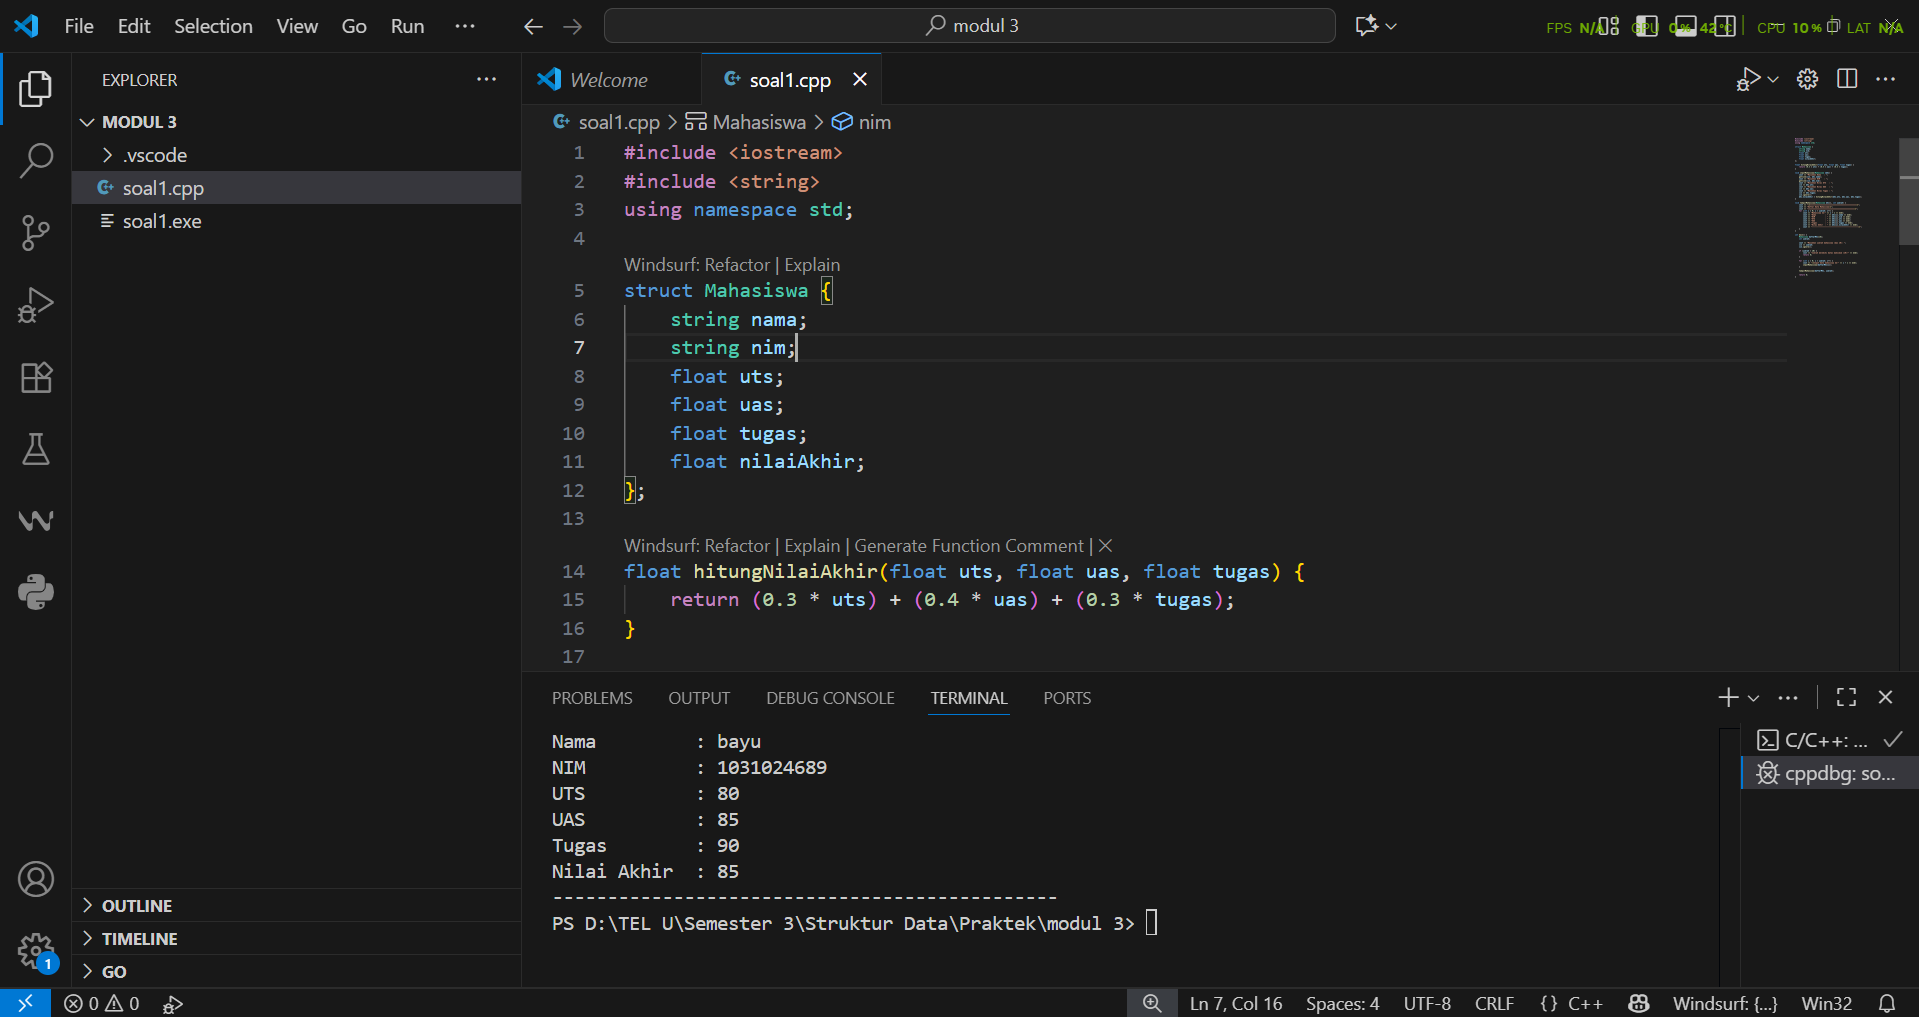 File Edit Selection View Go Run ··· modul 3 FPS N/A GPU 0 % 42°C CPU 10 % LAT N/A
EXPLORER ···
MODUL 3
.vscode
soal1.cpp
soal1.exe
OUTLINE
TIMELINE
GO
1
Welcome soal1.cpp
soal1.cpp > Mahasiswa > nim
1 #include <iostream>
2 #include <string>
3 using namespace std;
4
Windsurf: Refactor | Explain
5 struct Mahasiswa {
6 string nama;
7 string nim;
8 float uts;
9 float uas;
10 float tugas;
11 float nilaiAkhir;
12 };
13
Windsurf: Refactor | Explain | Generate Function Comment | ×
14 float hitungNilaiAkhir(float uts, float uas, float tugas) {
15 return (0.3 * uts) + (0.4 * uas) + (0.3 * tugas);
16 }
17
PROBLEMS OUTPUT DEBUG CONSOLE TERMINAL PORTS
Nama : bayu
NIM : 1031024689
UTS : 80
UAS : 85
Tugas : 90
Nilai Akhir : 85
----------------------------------------------
PS D:\TEL U\Semester 3\Struktur Data\Praktek\modul 3>
C/C++: ...
cppdbg: so...
0 0 Ln 7, Col 16 Spaces: 4 UTF-8 CRLF {} C++ Windsurf: {...} Win32